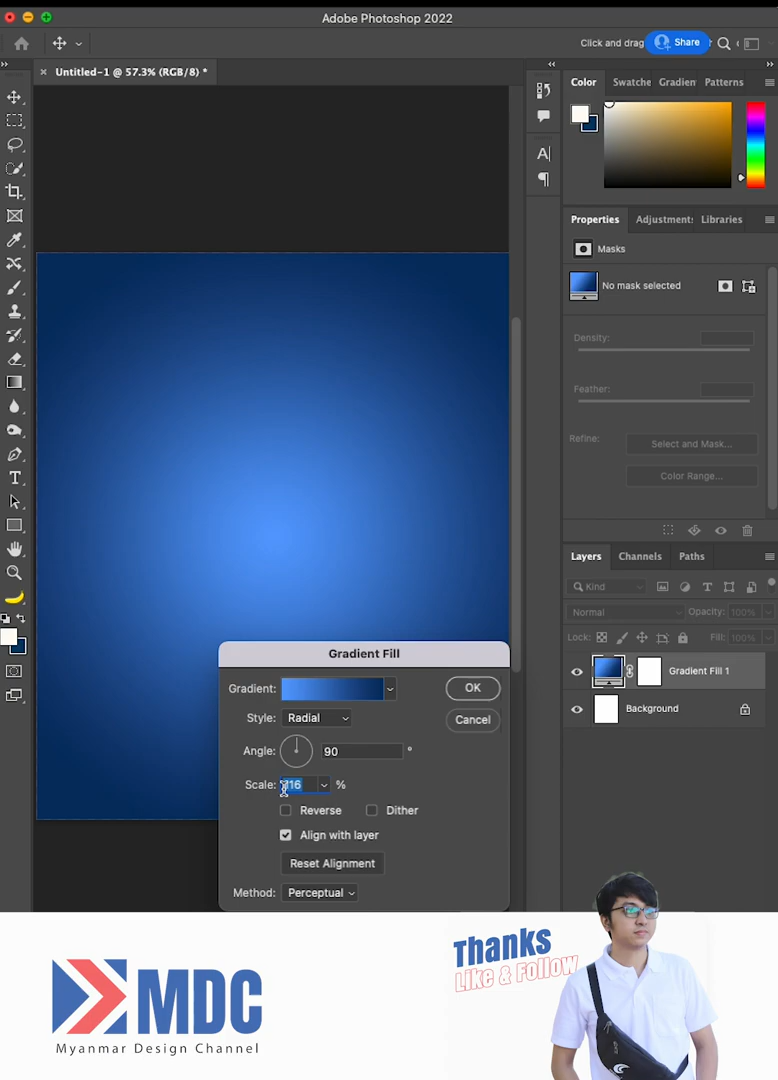 Adobe Photoshop 2022
Click and drag
Share
Untitled-1 @ 57.3% (RGB/8) *
Color
Swatche
Gradien
Patterns
Properties
Adjustments
Libraries
Masks
No mask selected
Density:
Feather:
Refine:
Select and Mask...
Color Range...
Layers
Channels
Paths
Kind
Normal
Opacity: 100%
Lock:
Fill: 100%
Gradient Fill 1
Background
Gradient Fill
Gradient:
OK
Style: Radial
Cancel
Angle: 90 °
Scale: 116 %
Reverse
Dither
Align with layer
Reset Alignment
Method: Perceptual
MDC
Myanmar Design Channel
Thanks
Like & Follow